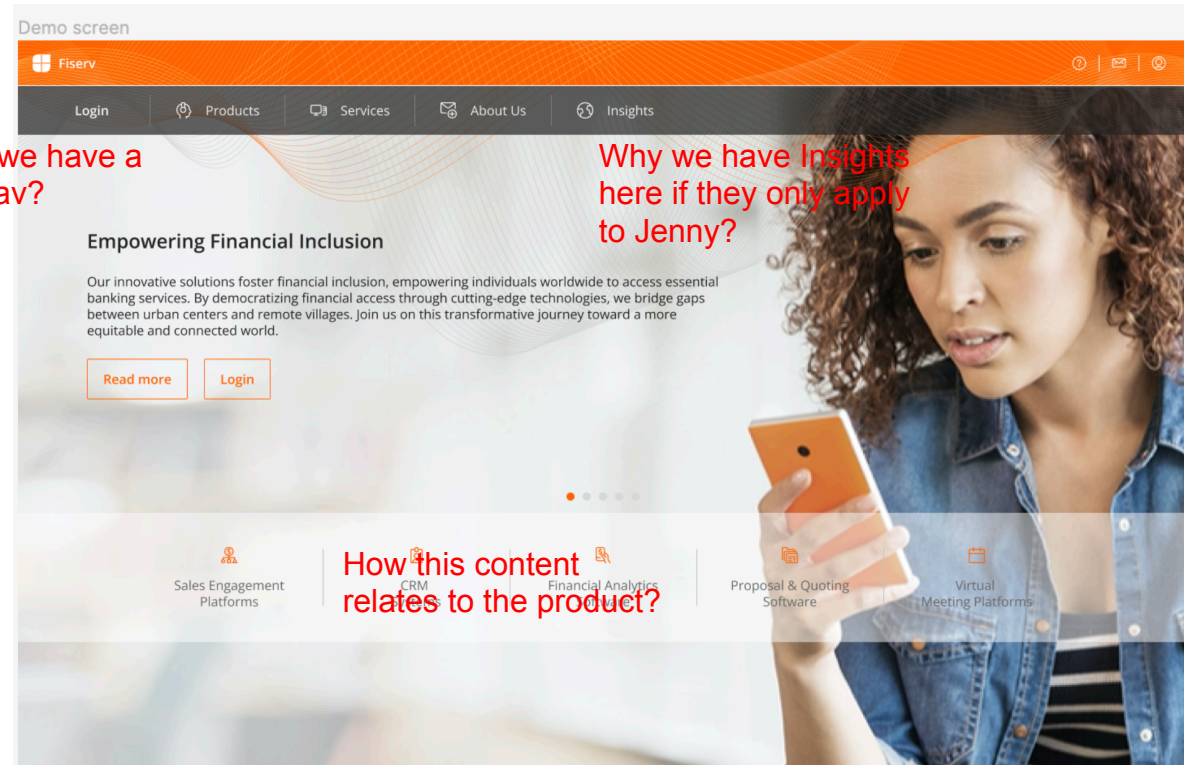 Demo screen
Fiserv
Login Products Services About Us Insights
we have a
av?
Why we have Insights
here if they only apply
to Jenny?
Empowering Financial Inclusion
Our innovative solutions foster financial inclusion, empowering individuals worldwide to access essential
banking services. By democratizing financial access through cutting-edge technologies, we bridge gaps
between urban centers and remote villages. Join us on this transformative journey toward a more
equitable and connected world.
Read more Login
How this content
relates to the product?
Sales Engagement
Platforms
CRM
Systems
Financial Analytics
Software
Proposal & Quoting
Software
Virtual
Meeting Platforms